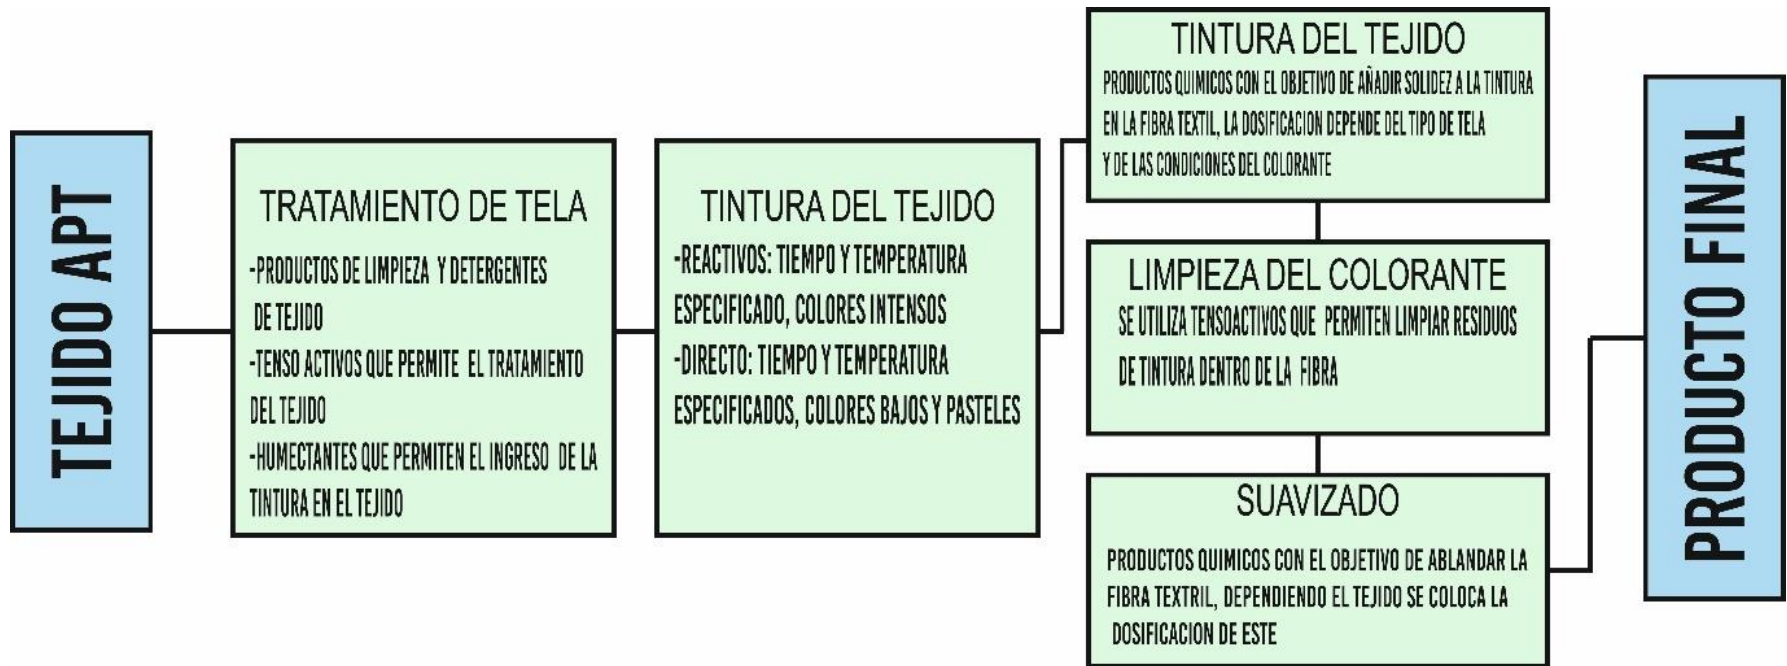 TEJIDO APT
TRATAMIENTO DE TELA
-PRODUCTOS DE LIMPIEZA Y DETERGENTES
DE TEJIDO
-TENSO ACTIVOS QUE PERMITE EL TRATAMIENTO
DEL TEJIDO
-HUMECTANTES QUE PERMITEN EL INGRESO DE LA
TINTURA EN EL TEJIDO
TINTURA DEL TEJIDO
-REACTIVOS: TIEMPO Y TEMPERATURA
ESPECIFICADO, COLORES INTENSOS
-DIRECTO: TIEMPO Y TEMPERATURA
ESPECIFICADOS, COLORES BAJOS Y PASTELES
TINTURA DEL TEJIDO
PRODUCTOS QUIMICOS CON EL OBJETIVO DE AÑADIR SOLIDEZ A LA TINTURA
EN LA FIBRA TEXTIL, LA DOSIFICACION DEPENDE DEL TIPO DE TELA
Y DE LAS CONDICIONES DEL COLORANTE
LIMPIEZA DEL COLORANTE
SE UTILIZA TENSOACTIVOS QUE PERMITEN LIMPIAR RESIDUOS
DE TINTURA DENTRO DE LA FIBRA
SUAVIZADO
PRODUCTOS QUIMICOS CON EL OBJETIVO DE ABLANDAR LA
FIBRA TEXTRIL, DEPENDIENDO EL TEJIDO SE COLOCA LA
DOSIFICACION DE ESTE
PRODUCTO FINAL